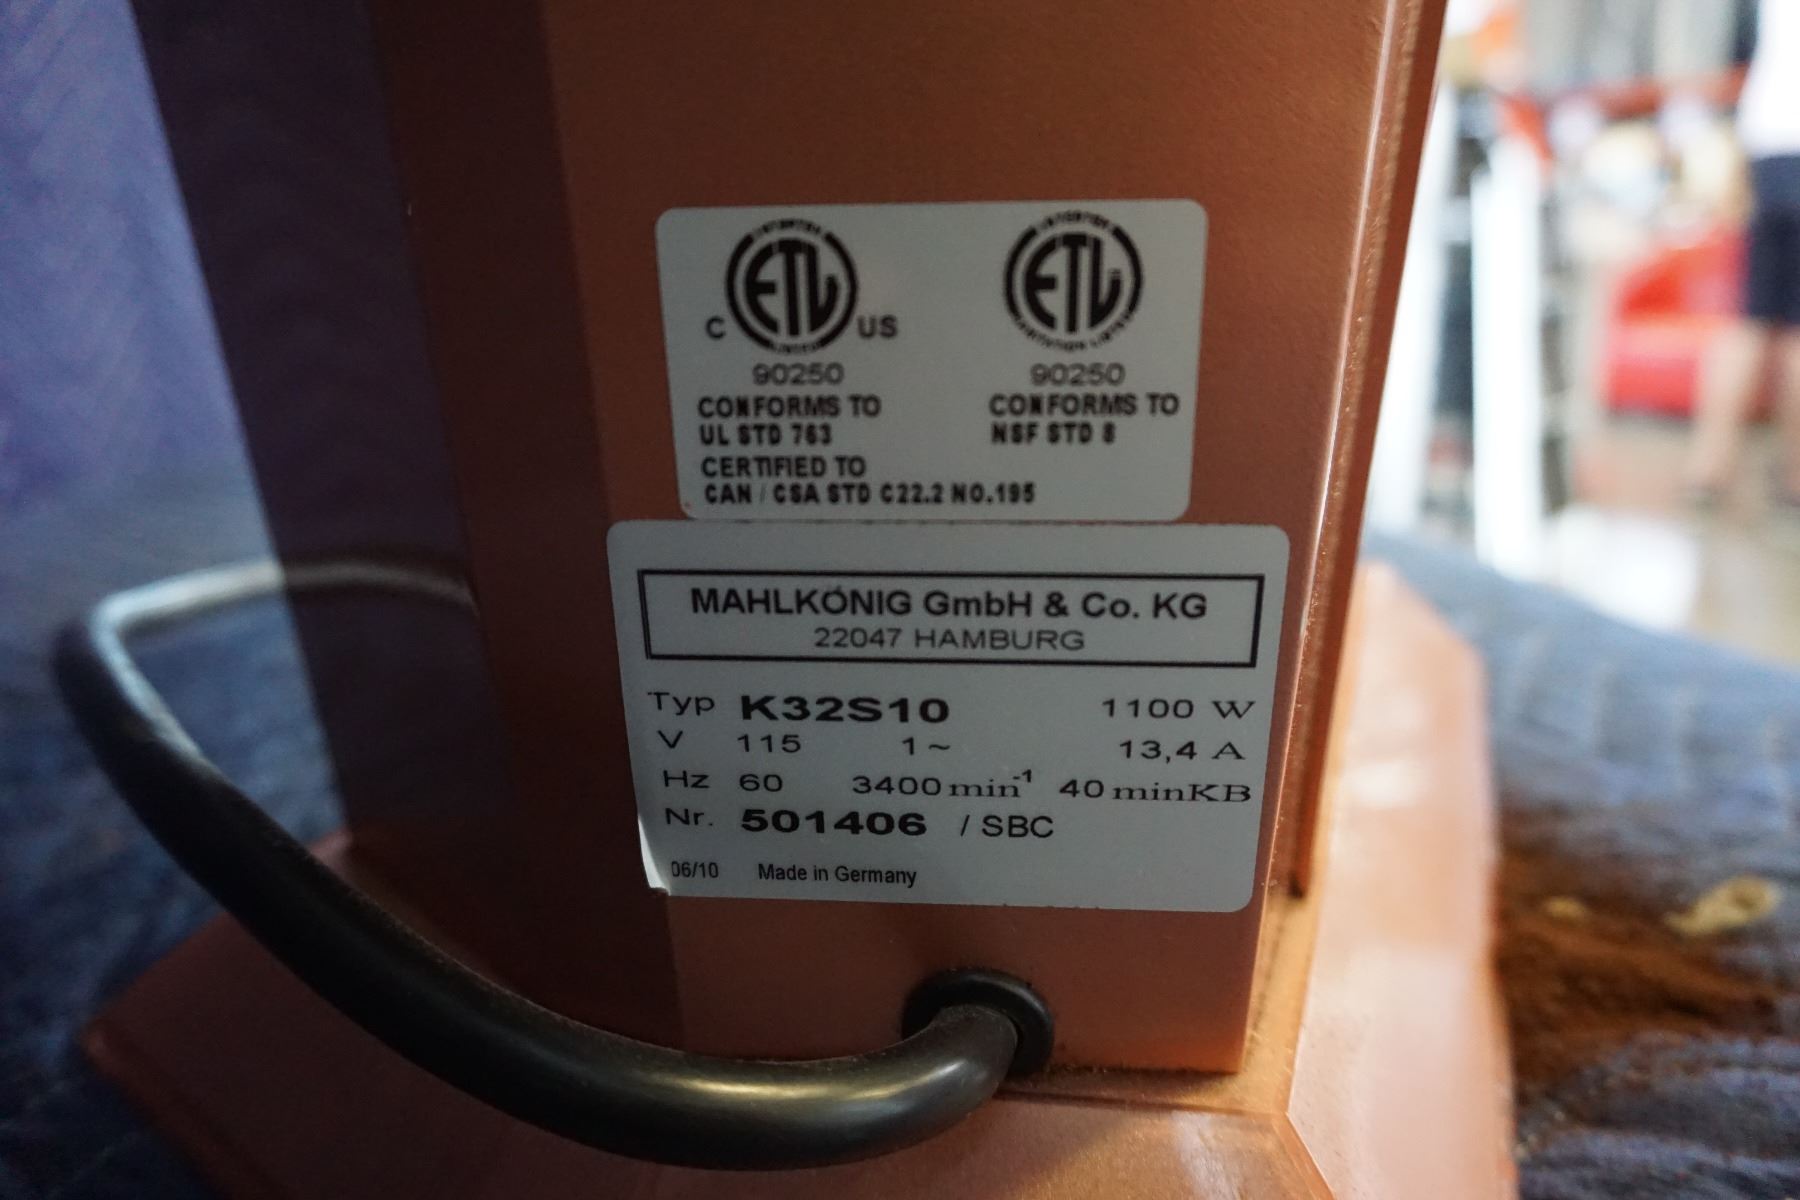 ETL
C
US
ETL
90250
90250
CONFORMS TO
UL STD 763
CONFORMS TO
NSF STD 8
CERTIFIED TO
CAN / CSA STD C22.2 NO.195
MAHLKÖNIG GmbH & Co. KG
22047 HAMBURG
Typ K32S10 1100 W
V 115 1~ 13,4 A
Hz 60 3400 min⁻¹ 40 minKB
Nr. 501406 / SBC
06/10 Made in Germany